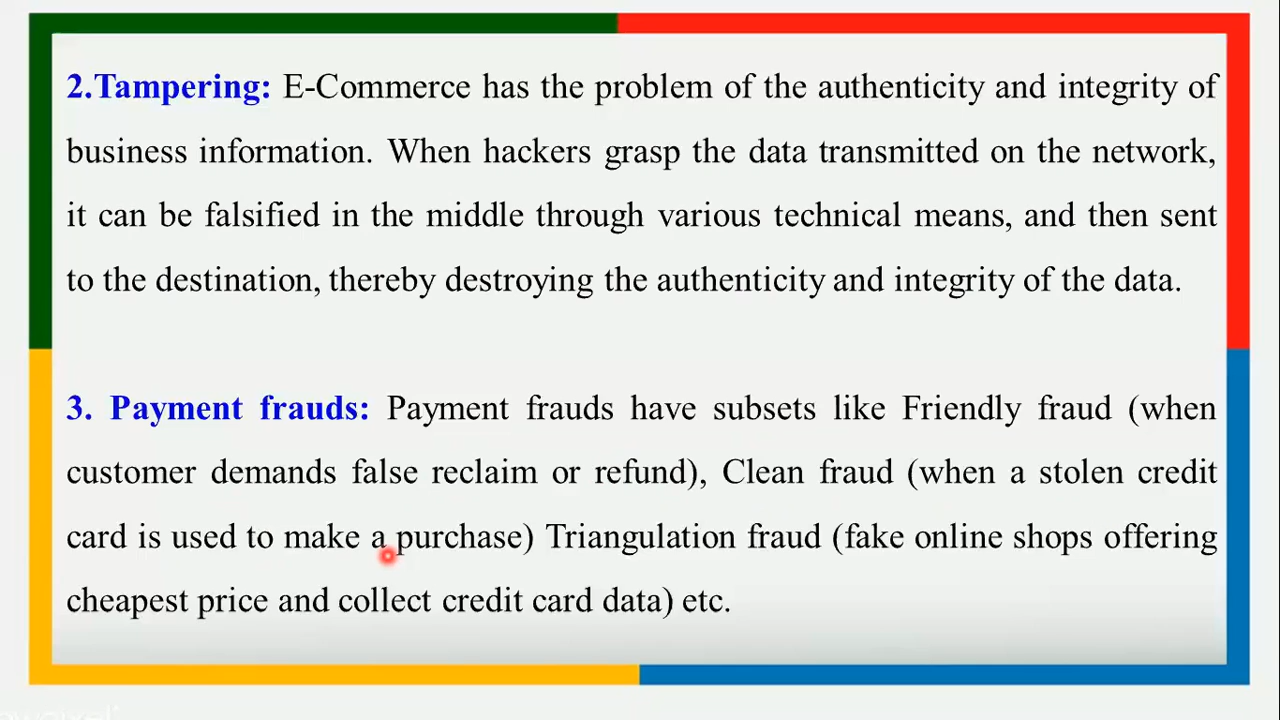 2.Tampering: E-Commerce has the problem of the authenticity and integrity of
business information. When hackers grasp the data transmitted on the network,
it can be falsified in the middle through various technical means, and then sent
to the destination, thereby destroying the authenticity and integrity of the data.
3. Payment frauds: Payment frauds have subsets like Friendly fraud (when
customer demands false reclaim or refund), Clean fraud (when a stolen credit
card is used to make a purchase) Triangulation fraud (fake online shops offering
cheapest price and collect credit card data) etc.